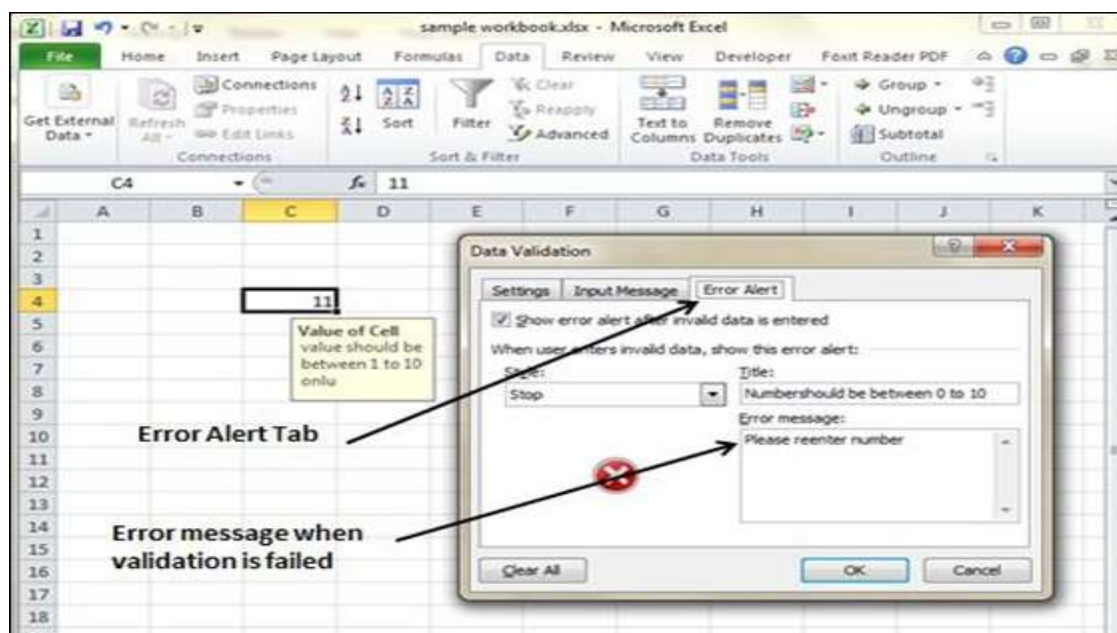 sample workbook.xlsx - Microsoft Excel
File Home Insert Page Layout Formulas Data Review View Developer Foxit Reader PDF
Get External Data
Refresh All
Connections
Properties
Edit Links
Connections
Sort
Filter
Clear
Reapply
Advanced
Sort & Filter
Text to Columns
Remove Duplicates
Data Tools
Group
Ungroup
Subtotal
Outline
C4 fx 11
A B C D E F G H I J K
1
2
3
4 11
5
6
7
8
9
10
11
12
13
14
15
16
17
18
Value of Cell
value should be
between 1 to 10
onlu
Error Alert Tab
Error message when
validation is failed
Data Validation
Settings Input Message Error Alert
Show error alert after invalid data is entered
When user enters invalid data, show this error alert:
Style: Title:
Stop Numbershould be between 0 to 10
Error message:
Please reenter number
Clear All OK Cancel